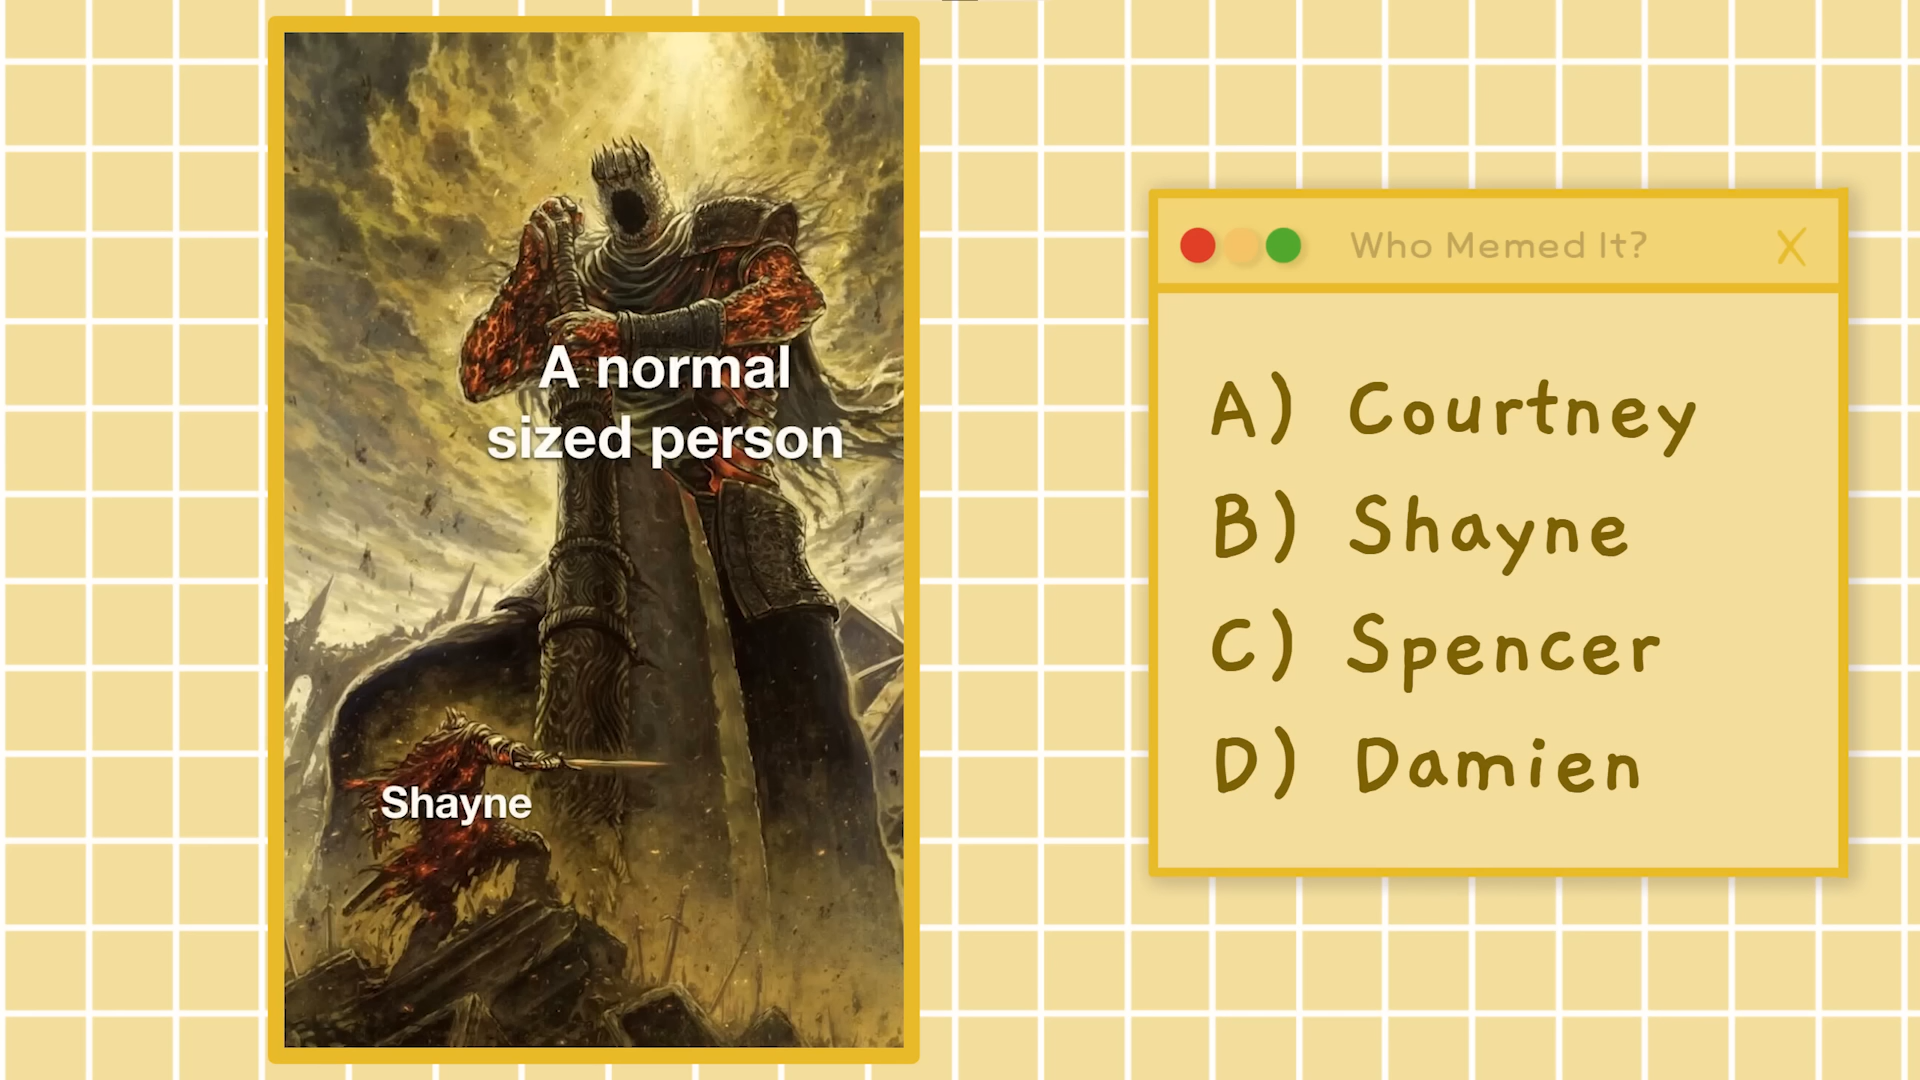 A normal
sized person
Shayne
Who Memed It?
X
A) Courtney
B) Shayne
C) Spencer
D) Damien